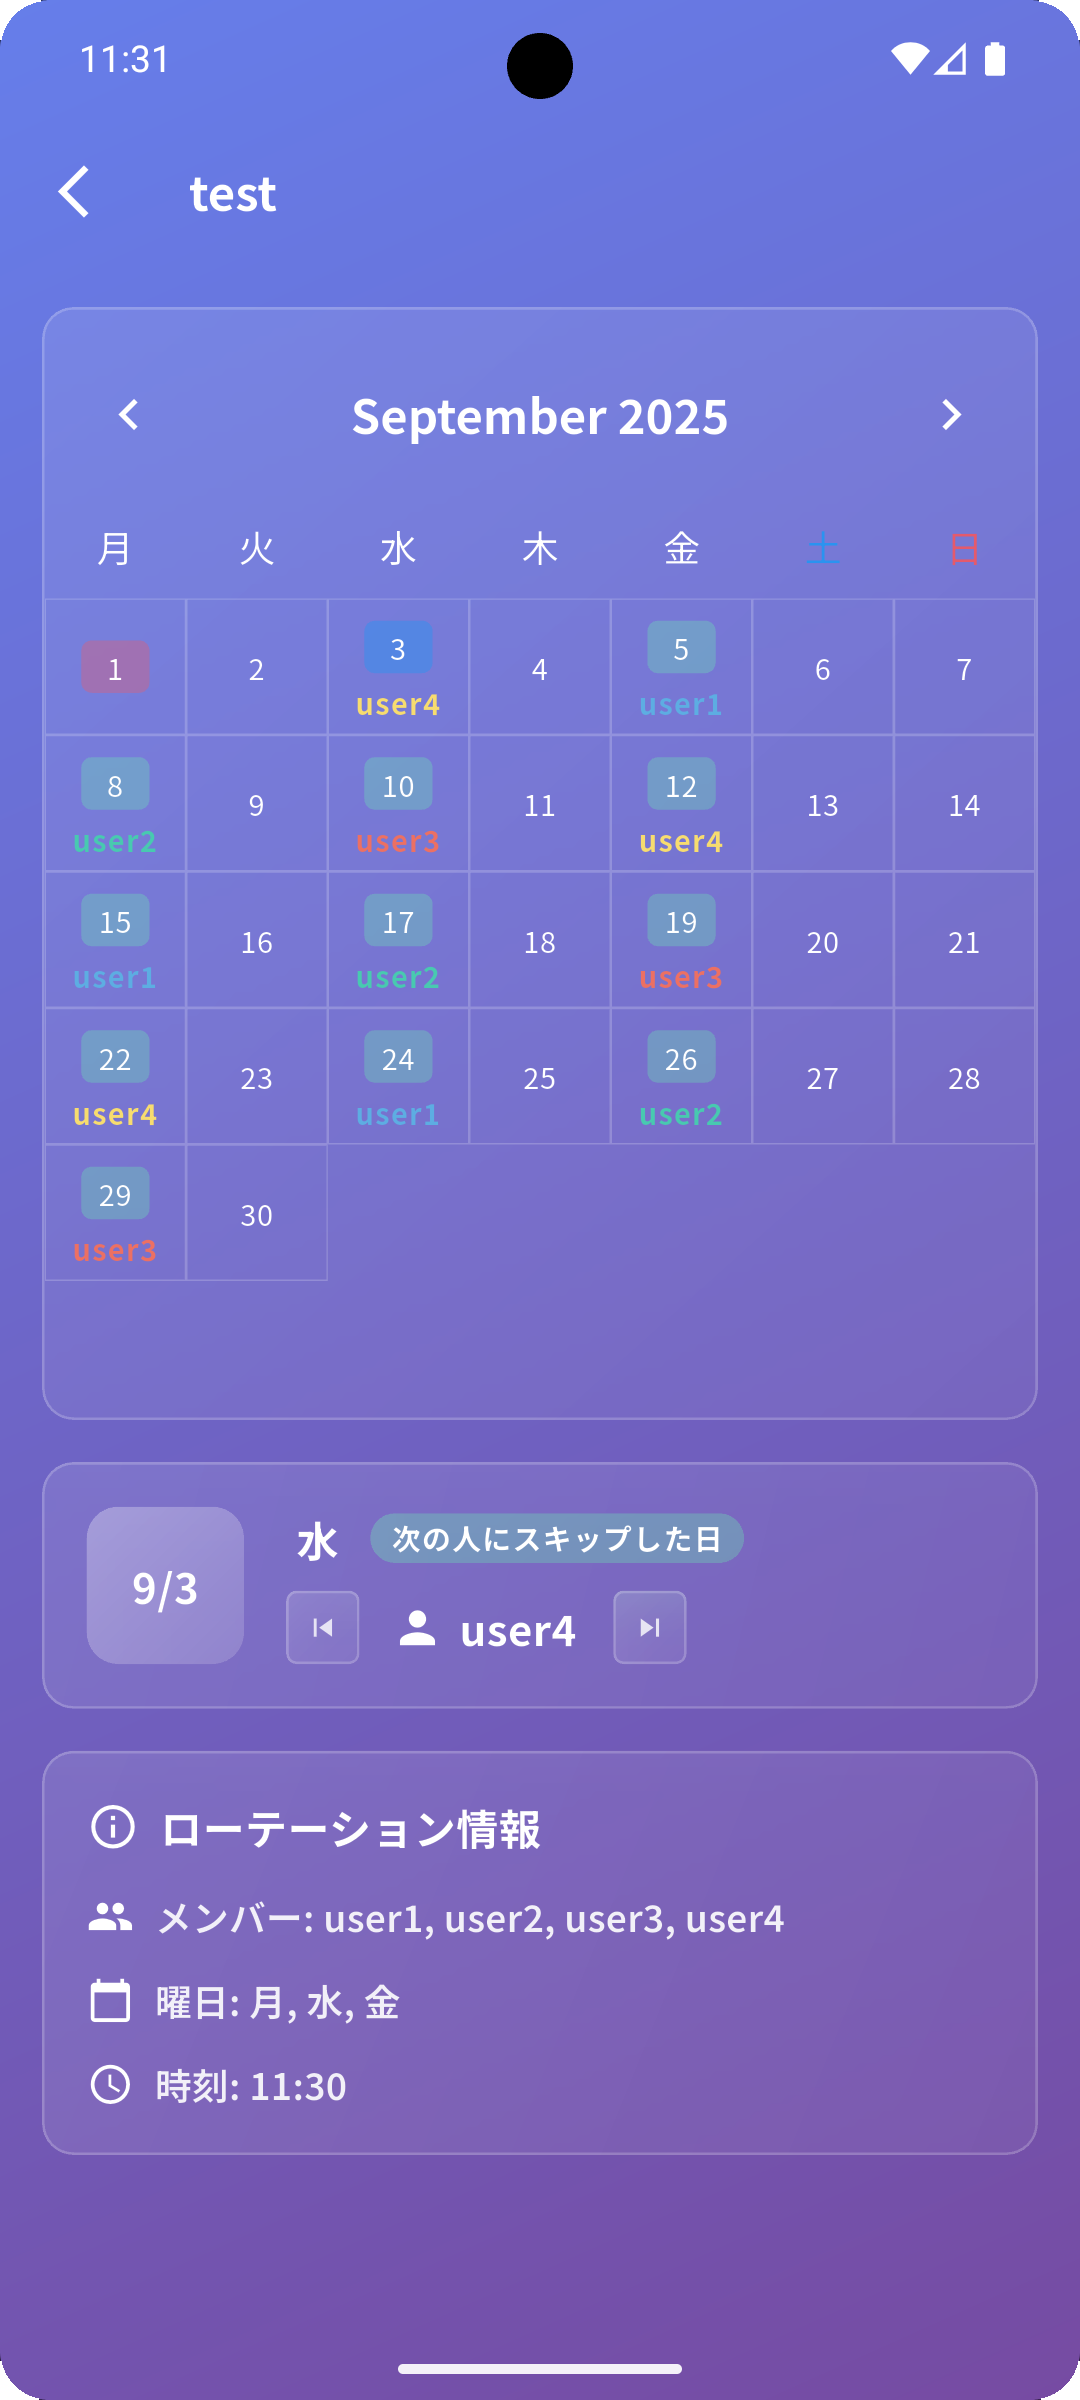 11:31
test
September 2025
月 火 水 木 金 土 日
1 2 3 4 5 6 7
user4 user1
8 9 10 11 12 13 14
user2 user3 user4
15 16 17 18 19 20 21
user1 user2 user3
22 23 24 25 26 27 28
user4 user1 user2
29 30
user3
9/3
水 次の人にスキップした日
user4
ローテーション情報
メンバー: user1, user2, user3, user4
曜日: 月, 水, 金
時刻: 11:30